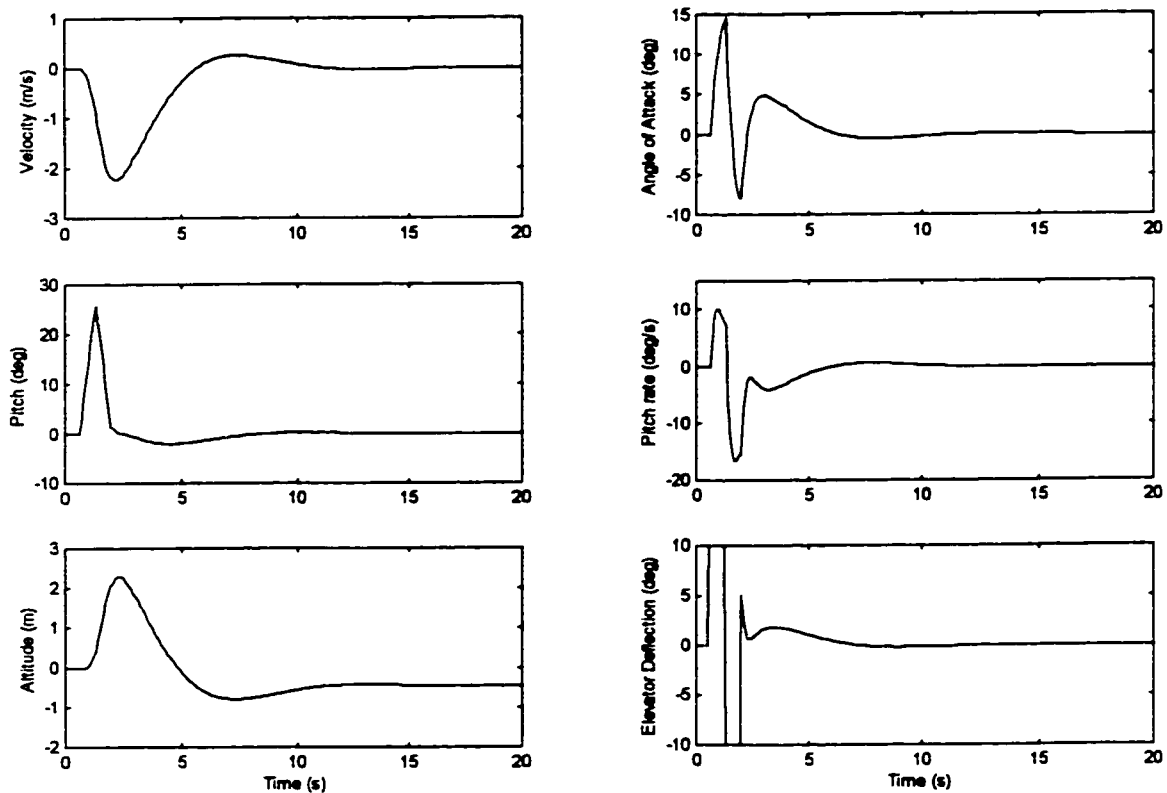 Velocity (m/s)
1
0
-1
-2
-3
0 5 10 15 20
Angle of Attack (deg)
15
10
5
0
-5
-10
0 5 10 15 20
Pitch (deg)
30
20
10
0
-10
0 5 10 15 20
Pitch rate (deg/s)
10
0
-10
-20
0 5 10 15 20
Altitude (m)
3
2
1
0
-1
-2
0 5 10 15 20
Time (s)
Elevator Deflection (deg)
10
5
0
-5
-10
0 5 10 15 20
Time (s)